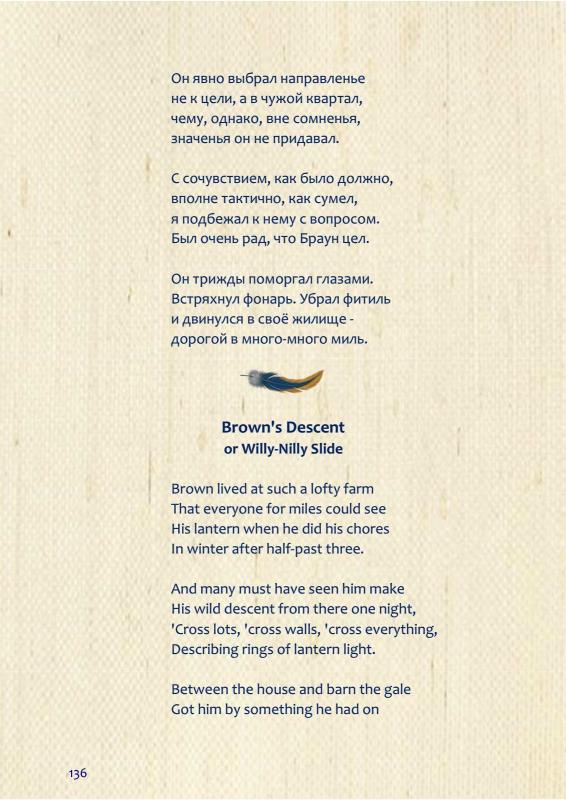 Он явно выбрал направленье
не к цели, а в чужой квартал,
чему, однако, вне сомненья,
значенья он не придавал.

С сочувствием, как было должно,
вполне тактично, как сумел,
я подбежал к нему с вопросом.
Был очень рад, что Браун цел.

Он трижды поморгал глазами.
Встряхнул фонарь. Убрал фитиль
и двинулся в своё жилище -
дорогой в много-много миль.

Brown's Descent
or Willy-Nilly Slide

Brown lived at such a lofty farm
That everyone for miles could see
His lantern when he did his chores
In winter after half-past three.

And many must have seen him make
His wild descent from there one night,
'Cross lots, 'cross walls, 'cross everything,
Describing rings of lantern light.

Between the house and barn the gale
Got him by something he had on

136